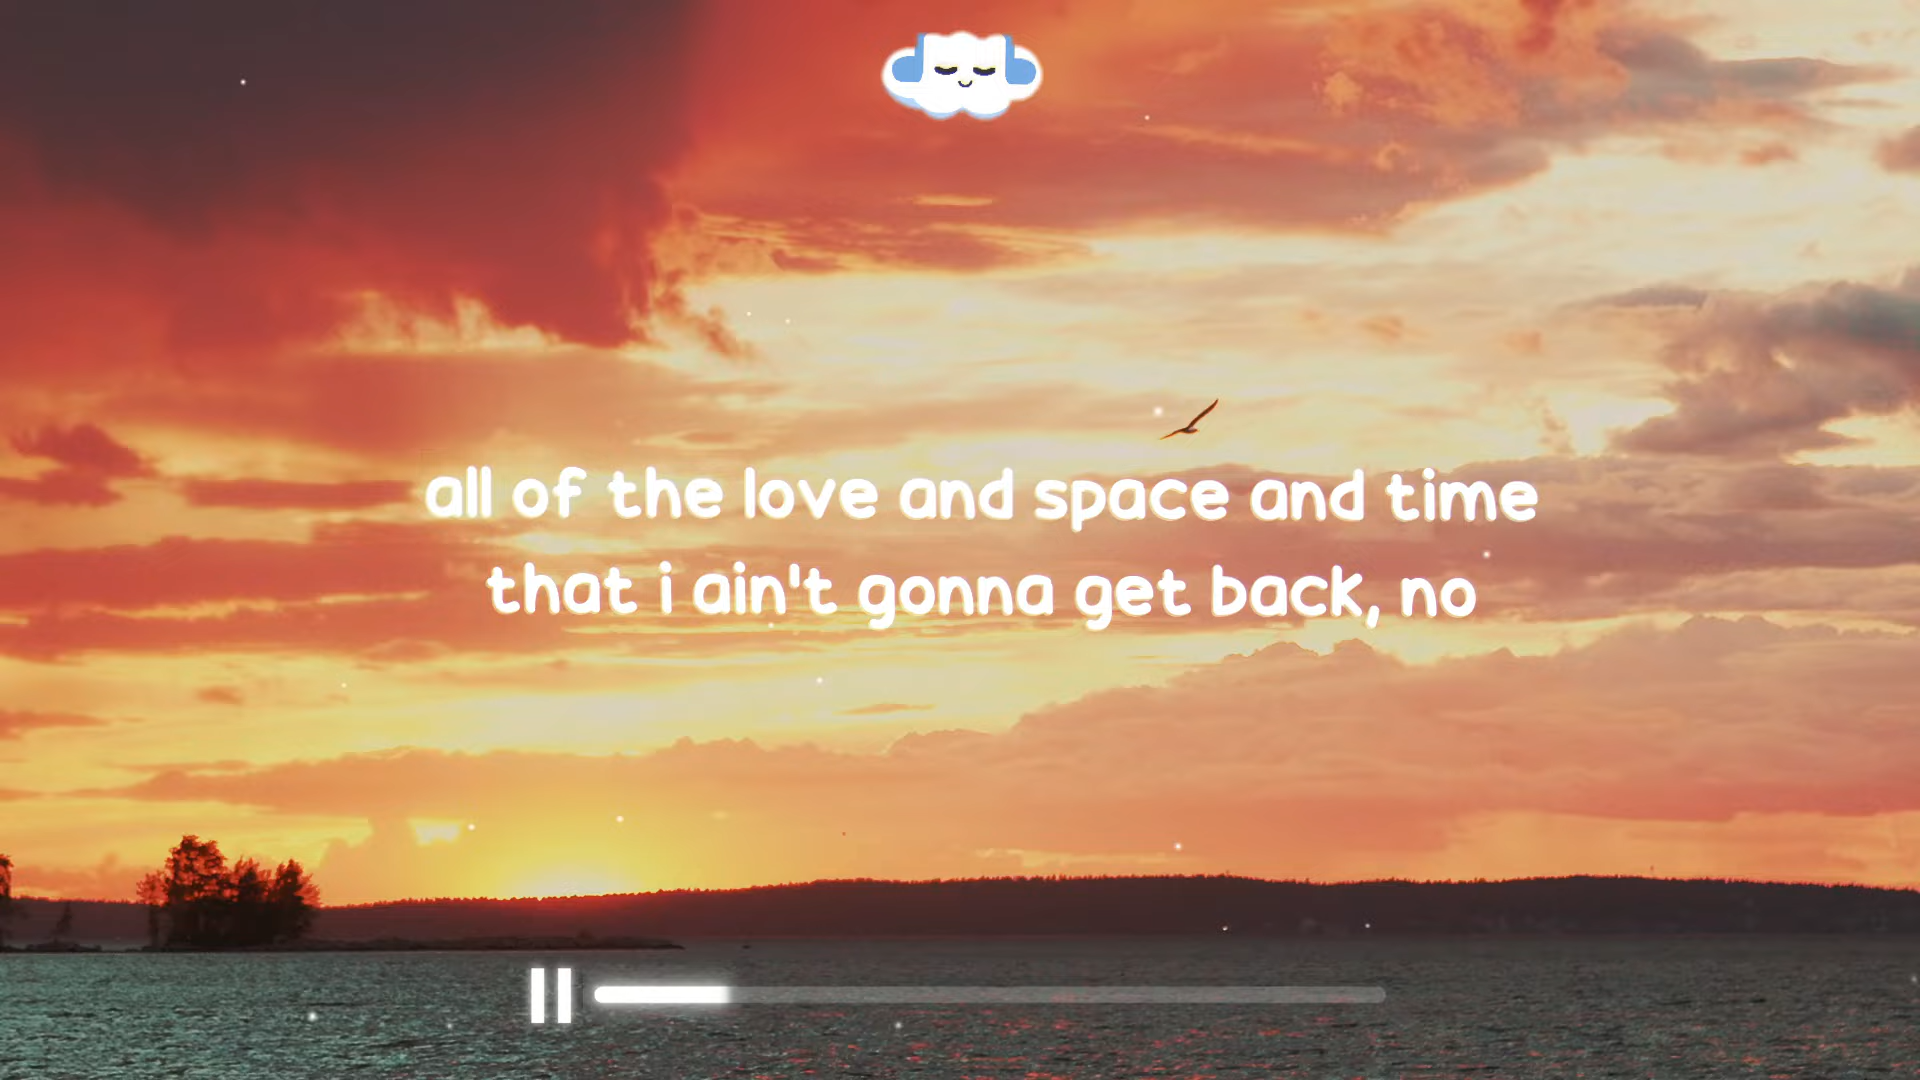 all of the love and space and time
that i ain't gonna get back, no